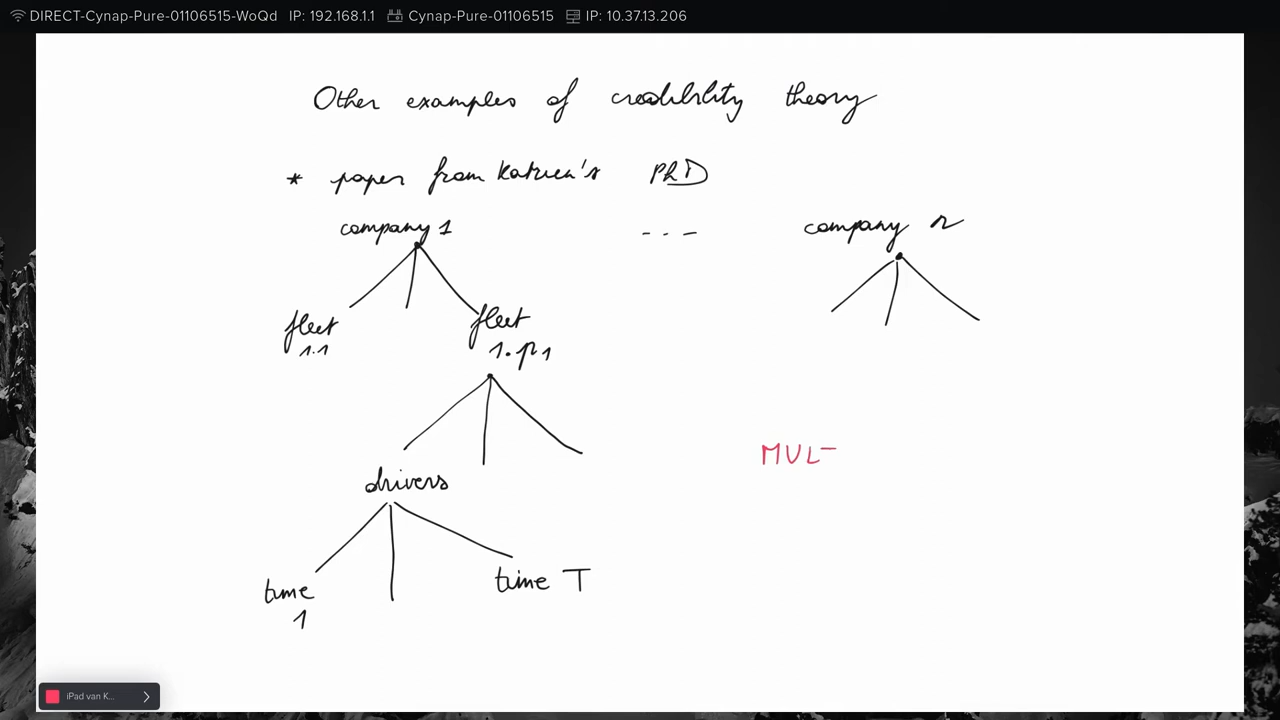 DIRECT-Cynap-Pure-01106515-WoQd IP: 192.168.1.1 Cynap-Pure-01106515 IP: 10.37.13.206
Other examples of credibility theory
* paper from Katrien's PhD
company 1 --- company n
fleet 1.1 fleet 1.p1
MULT
drivers
time 1 time T
iPad van K...